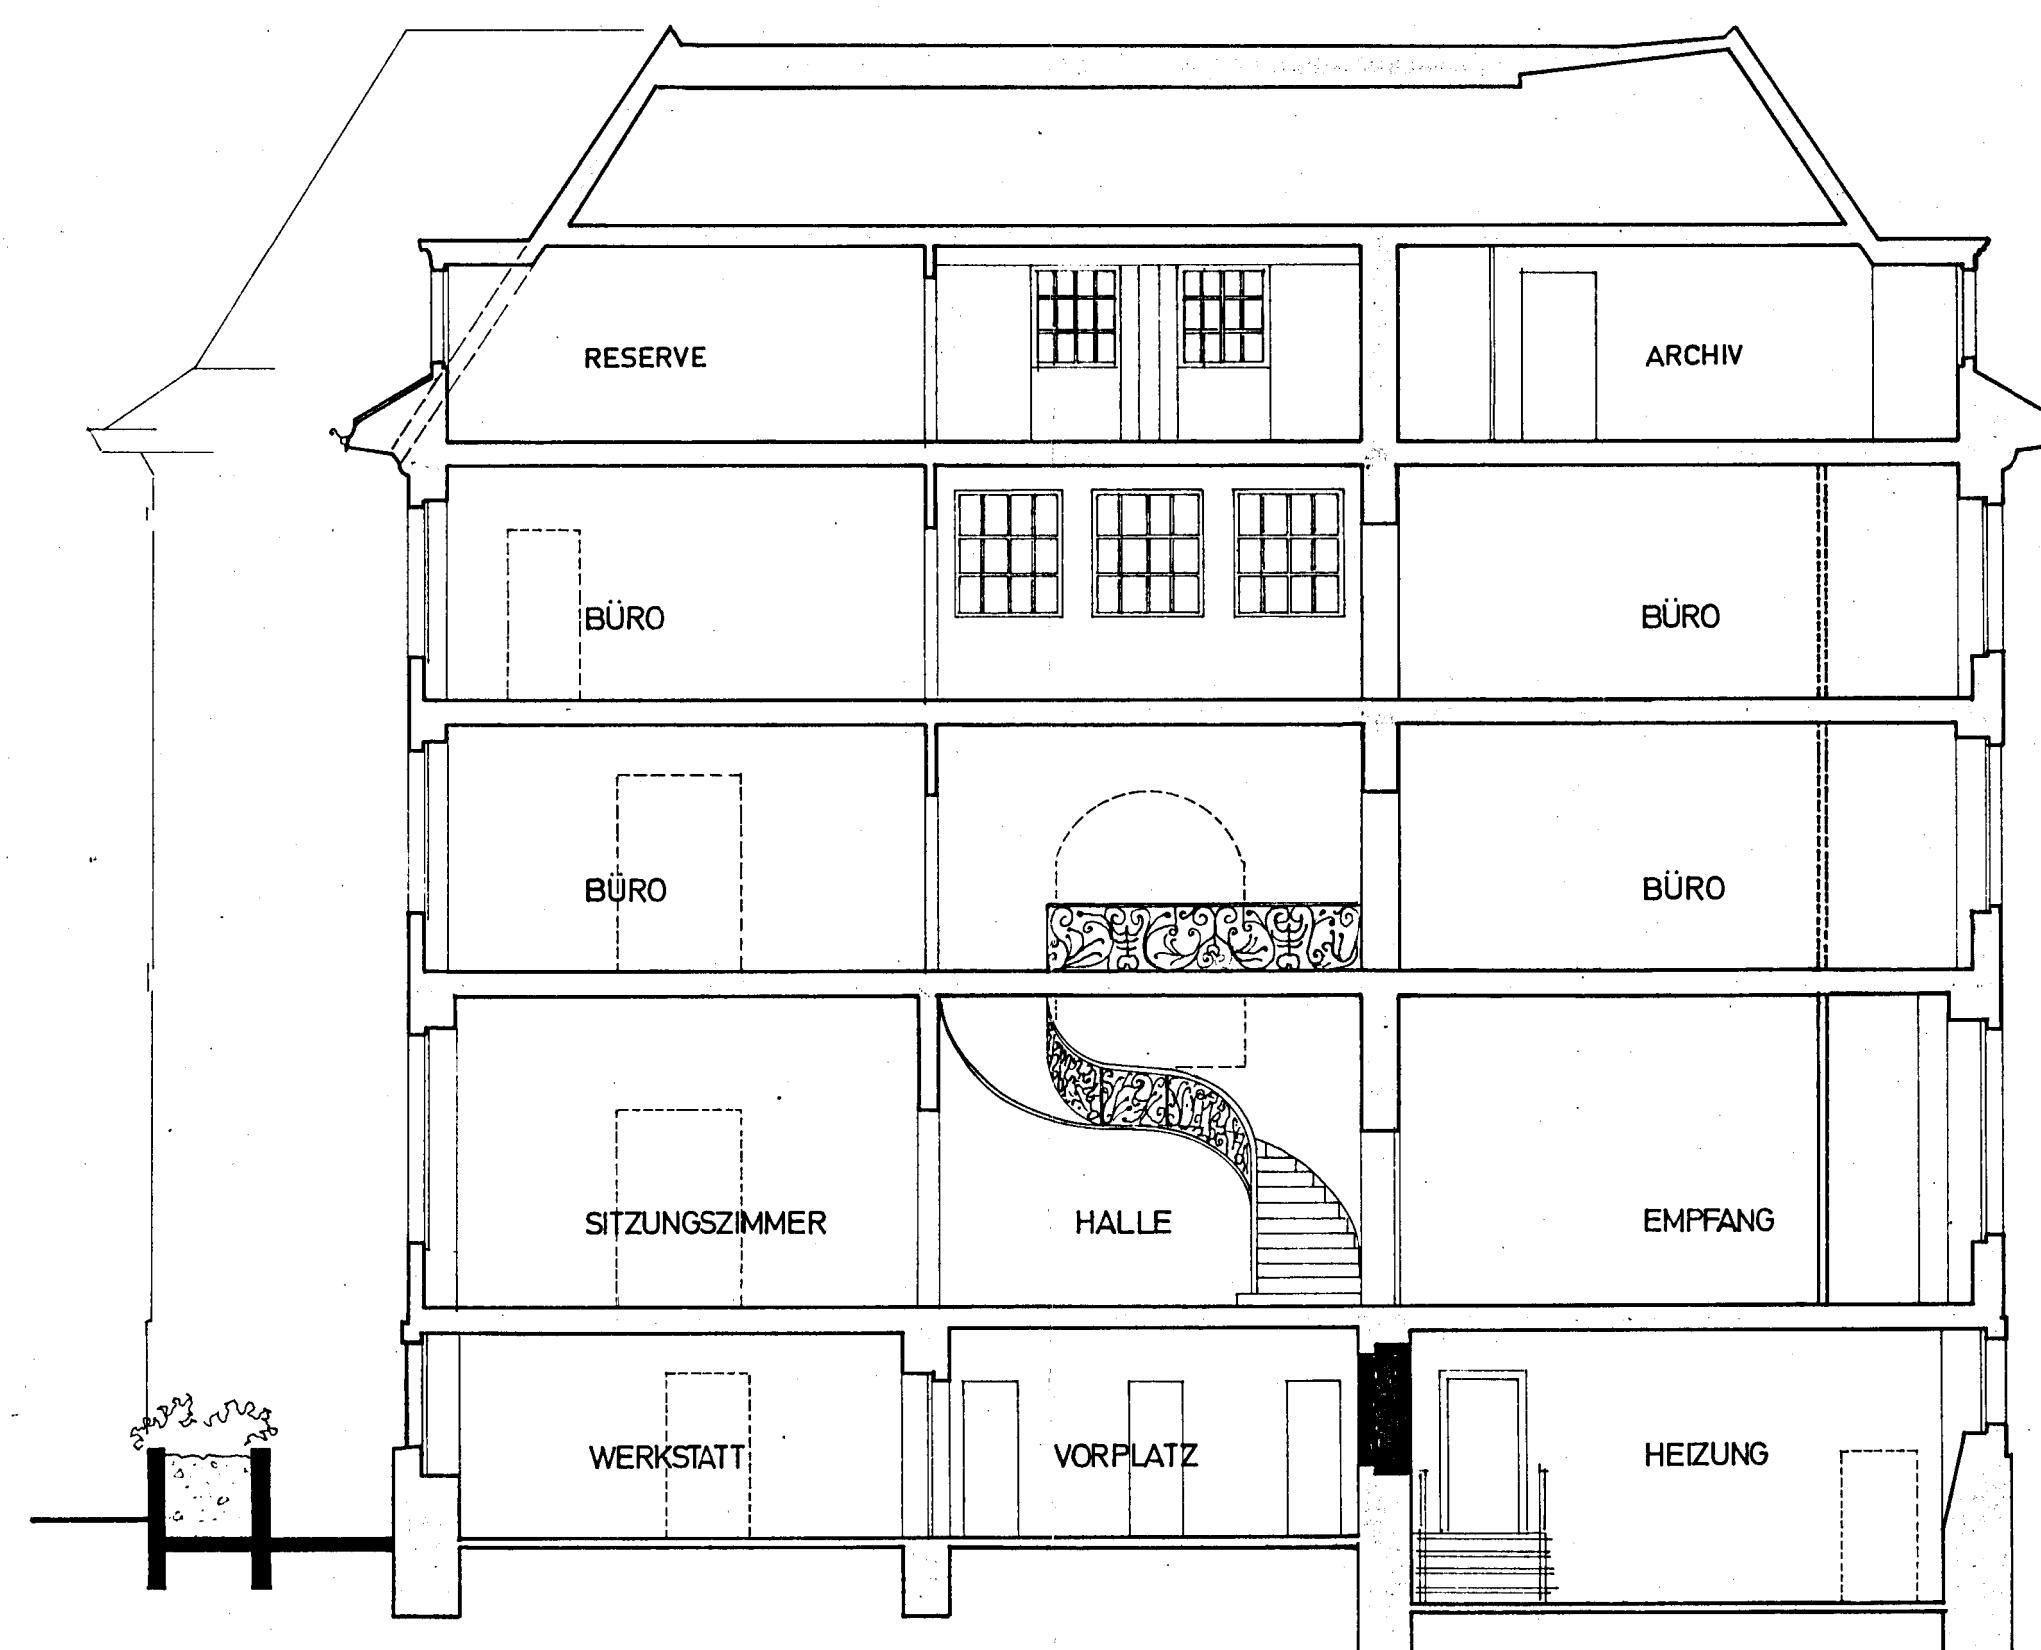 RESERVE
ARCHIV
BÜRO
BÜRO
BÜRO
BÜRO
SITZUNGSZIMMER
HALLE
EMPFANG
WERKSTATT
VORPLATZ
HEIZUNG